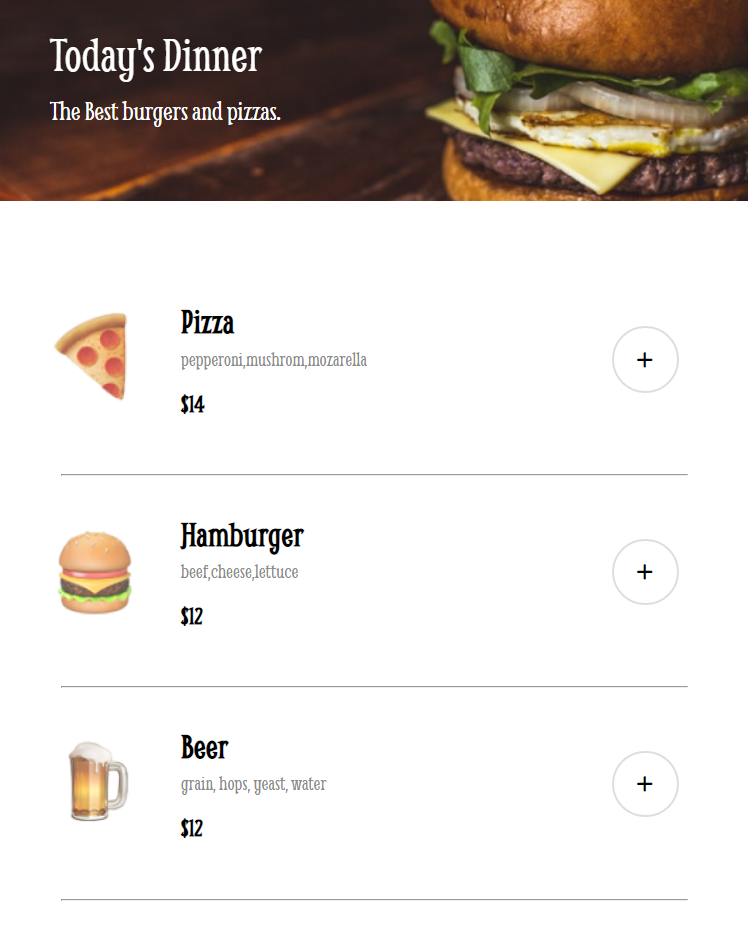 Today's Dinner
The Best burgers and pizzas.
Pizza
pepperoni,mushrom,mozarella
$14
+
Hamburger
beef,cheese,lettuce
$12
+
Beer
grain, hops, yeast, water
$12
+